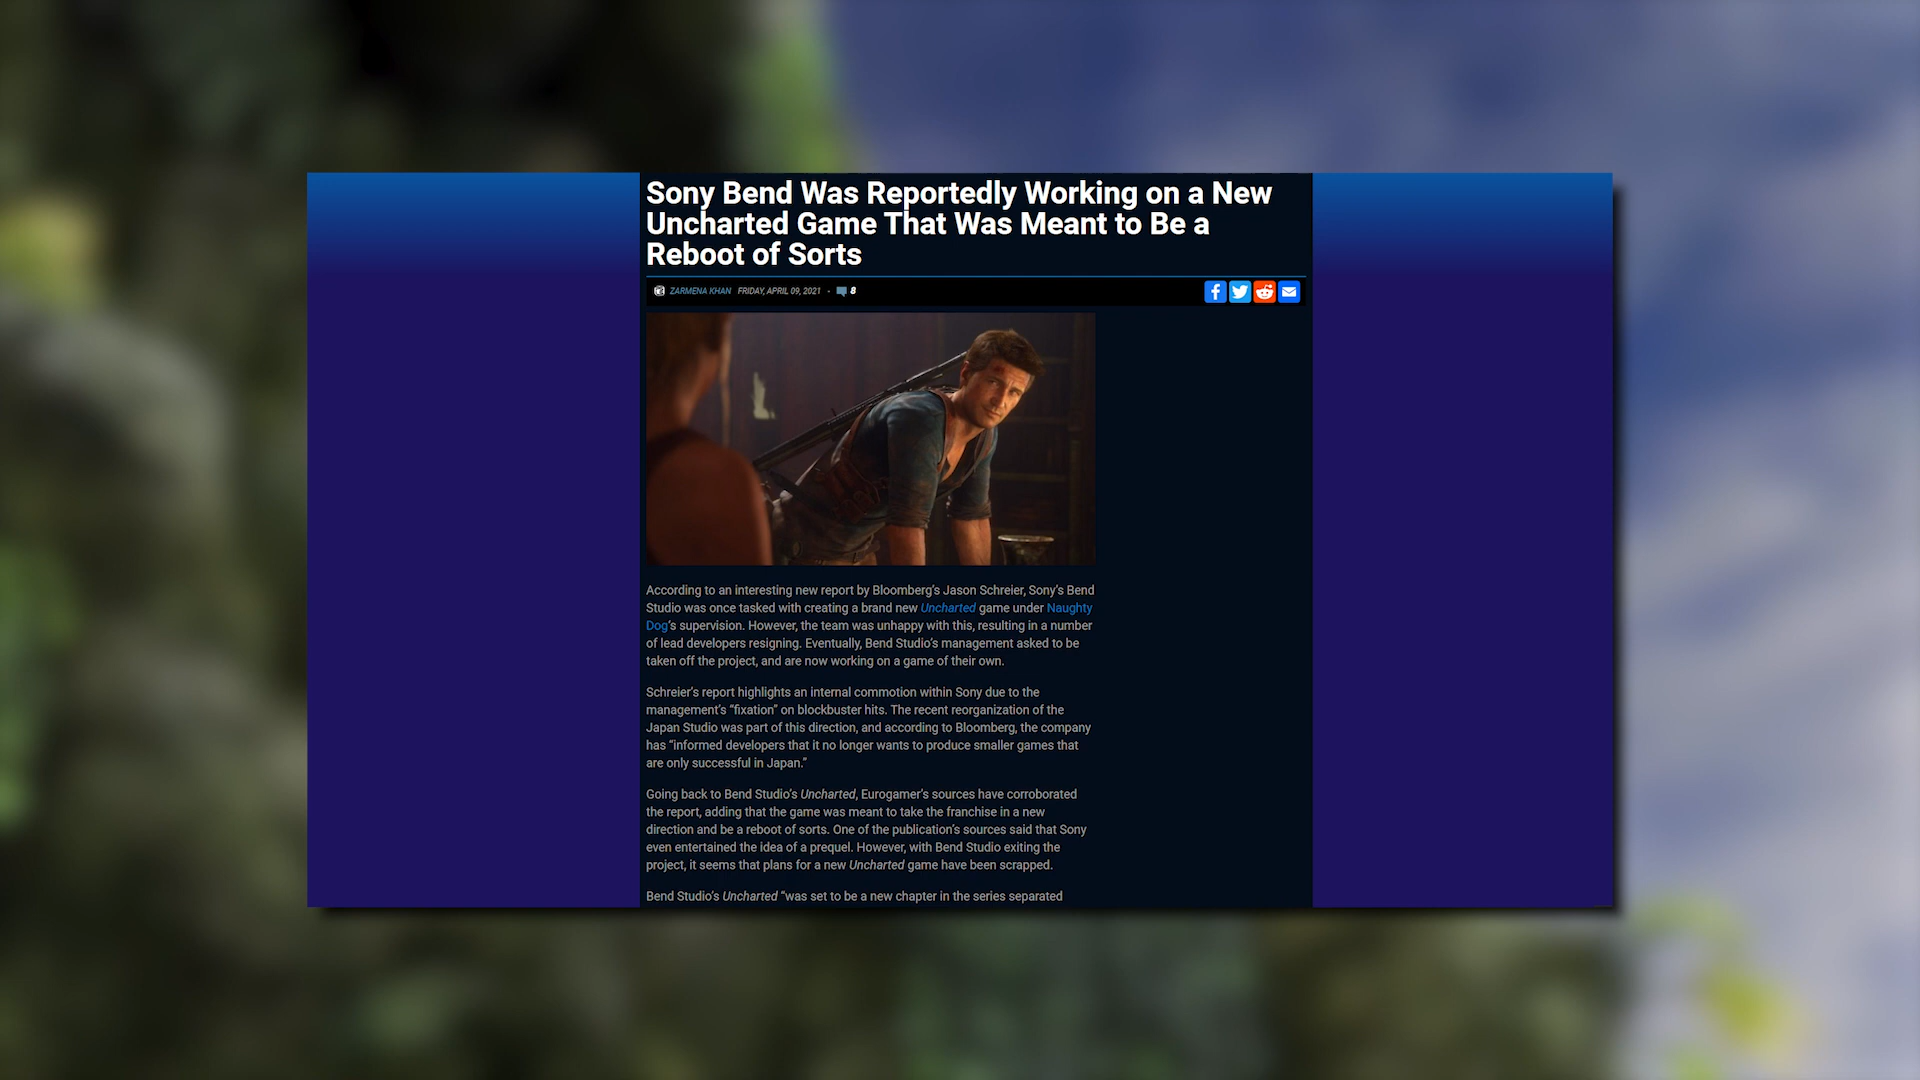 Sony Bend Was Reportedly Working on a New
Uncharted Game That Was Meant to Be a
Reboot of Sorts
ZARMENA KHAN FRIDAY, APRIL 09, 2021 - 8
According to an interesting new report by Bloomberg’s Jason Schreier, Sony’s Bend
Studio was once tasked with creating a brand new Uncharted game under Naughty
Dog’s supervision. However, the team was unhappy with this, resulting in a number
of lead developers resigning. Eventually, Bend Studio’s management asked to be
taken off the project, and are now working on a game of their own.
Schreier’s report highlights an internal commotion within Sony due to the
management’s “fixation” on blockbuster hits. The recent reorganization of the
Japan Studio was part of this direction, and according to Bloomberg, the company
has “informed developers that it no longer wants to produce smaller games that
are only successful in Japan.”
Going back to Bend Studio’s Uncharted, Eurogamer’s sources have corroborated
the report, adding that the game was meant to take the franchise in a new
direction and be a reboot of sorts. One of the publication’s sources said that Sony
even entertained the idea of a prequel. However, with Bend Studio exiting the
project, it seems that plans for a new Uncharted game have been scrapped.
Bend Studio’s Uncharted “was set to be a new chapter in the series separated